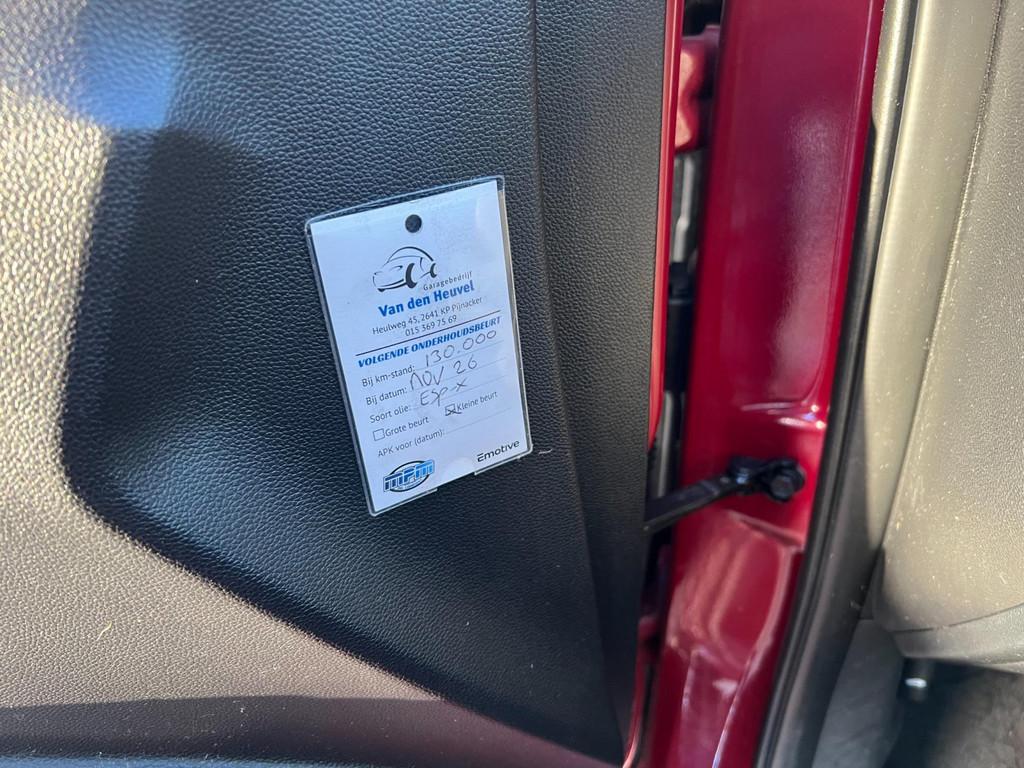 Garagebedrijf
Van den Heuvel
Heulweg 45, 2641 KP Pijnacker
015 369 75 69
VOLGENDE ONDERHOUDSBEURT
Bij km-stand: 130.000
Bij datum: NOV 26
Soort olie: ESP-X
Grote beurt Kleine beurt
APK voor (datum):
mpm Emotive